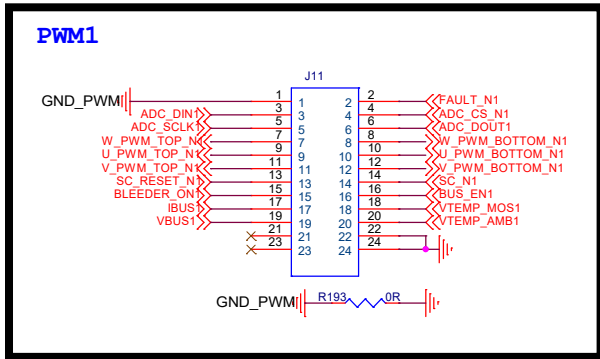 PWM1
J11
1 1 2 2 FAULT_N1
GND_PWM
ADC_DIN1 3 3 4 4 ADC_CS_N1
ADC_SCLK1 5 5 6 6 ADC_DOUT1
W_PWM_TOP_N1 7 7 8 8 W_PWM_BOTTOM_N1
U_PWM_TOP_N1 9 9 10 10 U_PWM_BOTTOM_N1
V_PWM_TOP_N1 11 11 12 12 V_PWM_BOTTOM_N1
SC_RESET_N1 13 13 14 14 SC_N1
BLEEDER_ON1 15 15 16 16 BUS_EN1
IBUS1 17 17 18 18 VTEMP_MOS1
VBUS1 19 19 20 20 VTEMP_AMB1
21 21 22 22
23 23 24 24
GND_PWM R193 0R